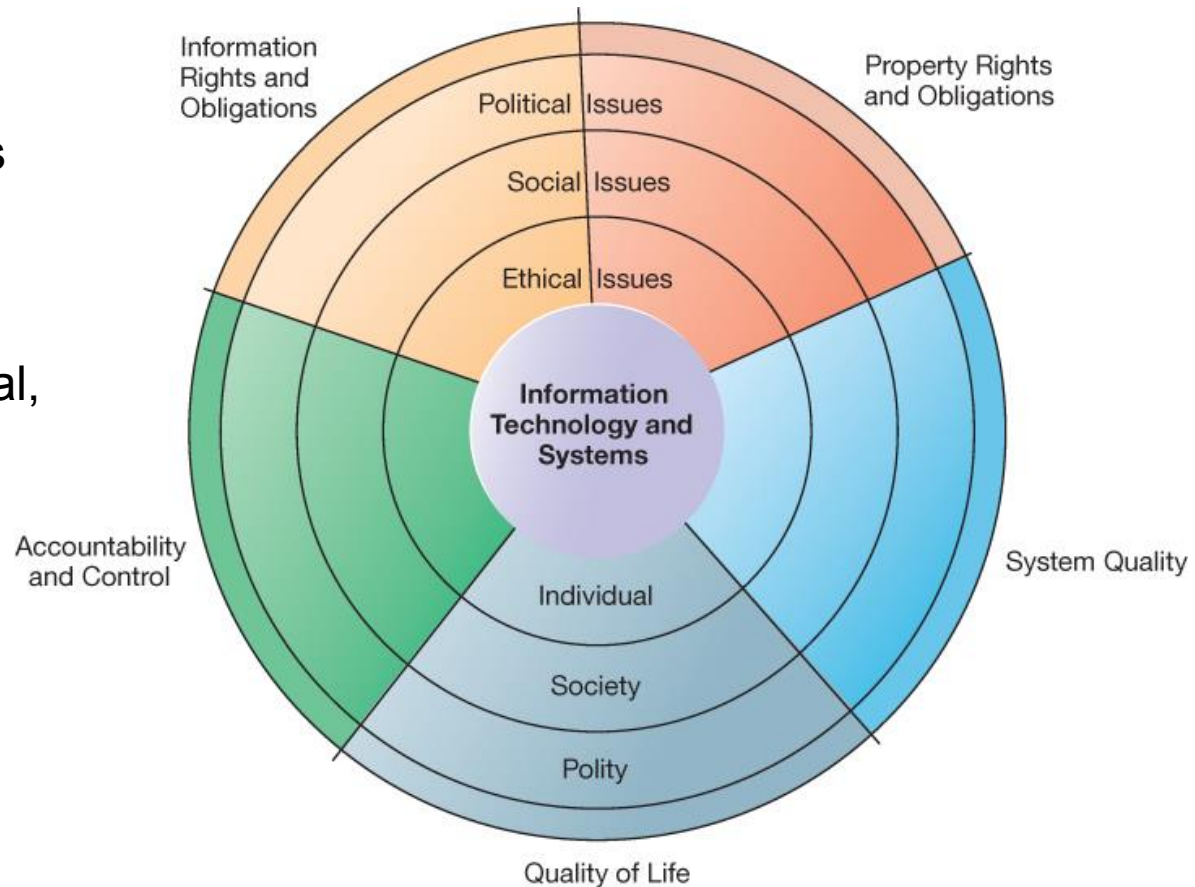 Information
Rights and
Obligations
Property Rights
and Obligations
s
al,
Political Issues
Social Issues
Ethical Issues
Information
Technology and
Systems
Accountability
and Control
System Quality
Individual
Society
Polity
Quality of Life